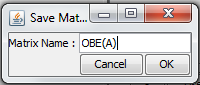 Save Mat...
Matrix Name : OBE(A)
Cancel OK